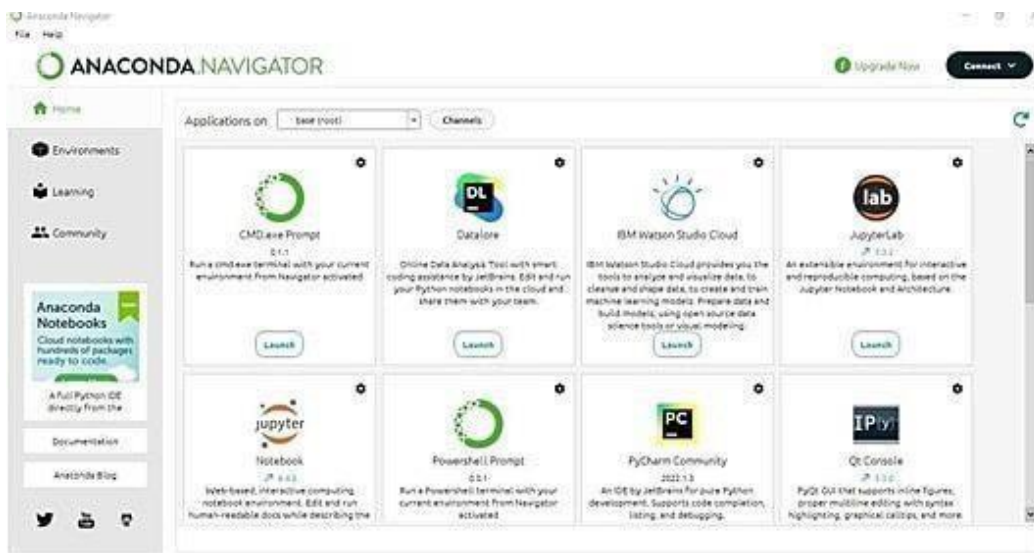 Anaconda Navigator
File Help
ANACONDA.NAVIGATOR
Upgrade Now
Connect
Home
Applications on
base (root)
Channels
Environments
Learning
Community
DL
lab
CMD.exe Prompt
Datalore
IBM Watson Studio Cloud
JupyterLab
0.1.1
Run a cmd.exe terminal with your current
environment from Navigator activated
Online Data Analysis Tool with smart
coding assistance by JetBrains. Edit and run
your Python notebooks in the cloud and
share them with your team.
IBM Watson Studio Cloud provides you the
tools to analyze and visualize data, to
cleanse and shape data, to create and train
machine learning models. Prepare data and
build models, using open source data
science tools or visual modeling.
An extensible environment for interactive
and reproducible computing, based on the
Jupyter Notebook and Architecture.
Launch
Launch
Launch
Launch
Anaconda
Notebooks
Cloud notebooks with
hundreds of packages
ready to code.
A Full Python IDE
directly from the
Documentation
Anaconda Blog
jupyter
PC
IP[y]
Notebook
Powershell Prompt
PyCharm Community
Qt Console
0.0.1
2022.1.3
Web-based, interactive computing
notebook environment. Edit and run
human-readable docs while describing the
Run a Powershell terminal with your
current environment from Navigator
activated
An IDE by JetBrains for pure Python
development. Supports code completion,
listing, and debugging.
PyQt GUI that supports inline figures,
proper multiline editing with syntax
highlighting, graphical calltips, and more.